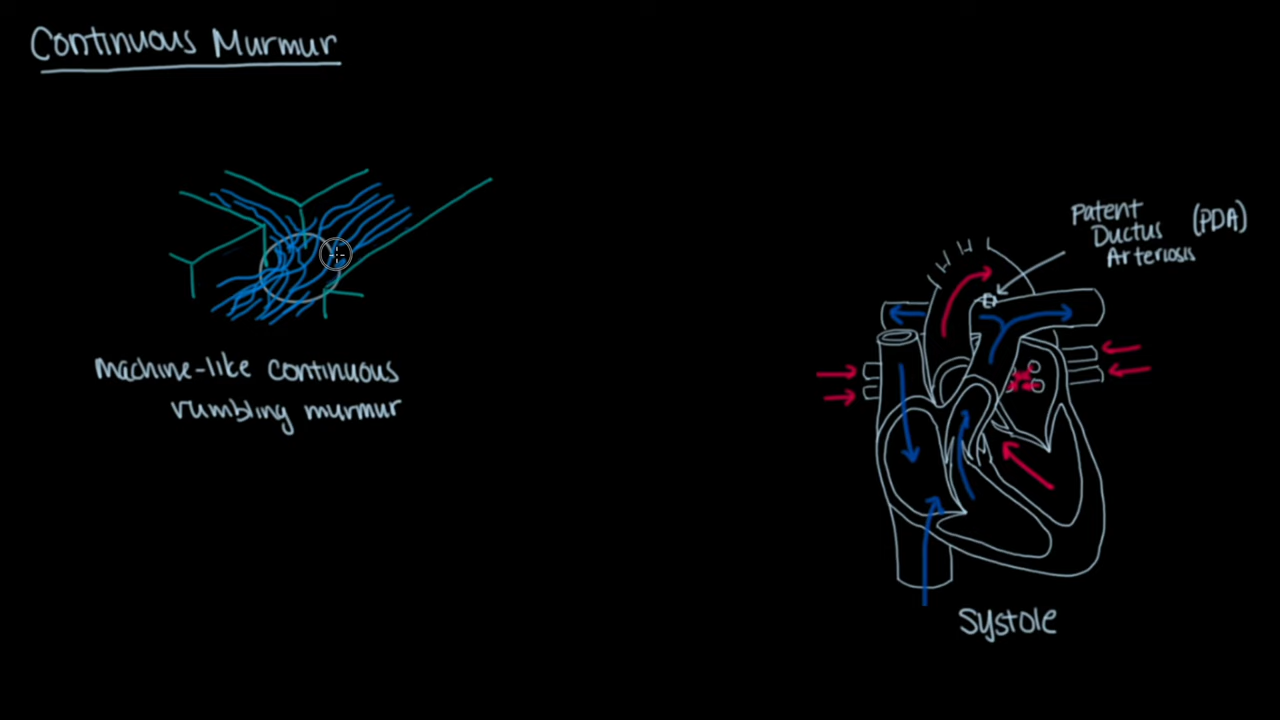 Continuous Murmur
Machine-like continuous
rumbling murmur
Patent
Ductus
Arteriosis
(PDA)
Systole